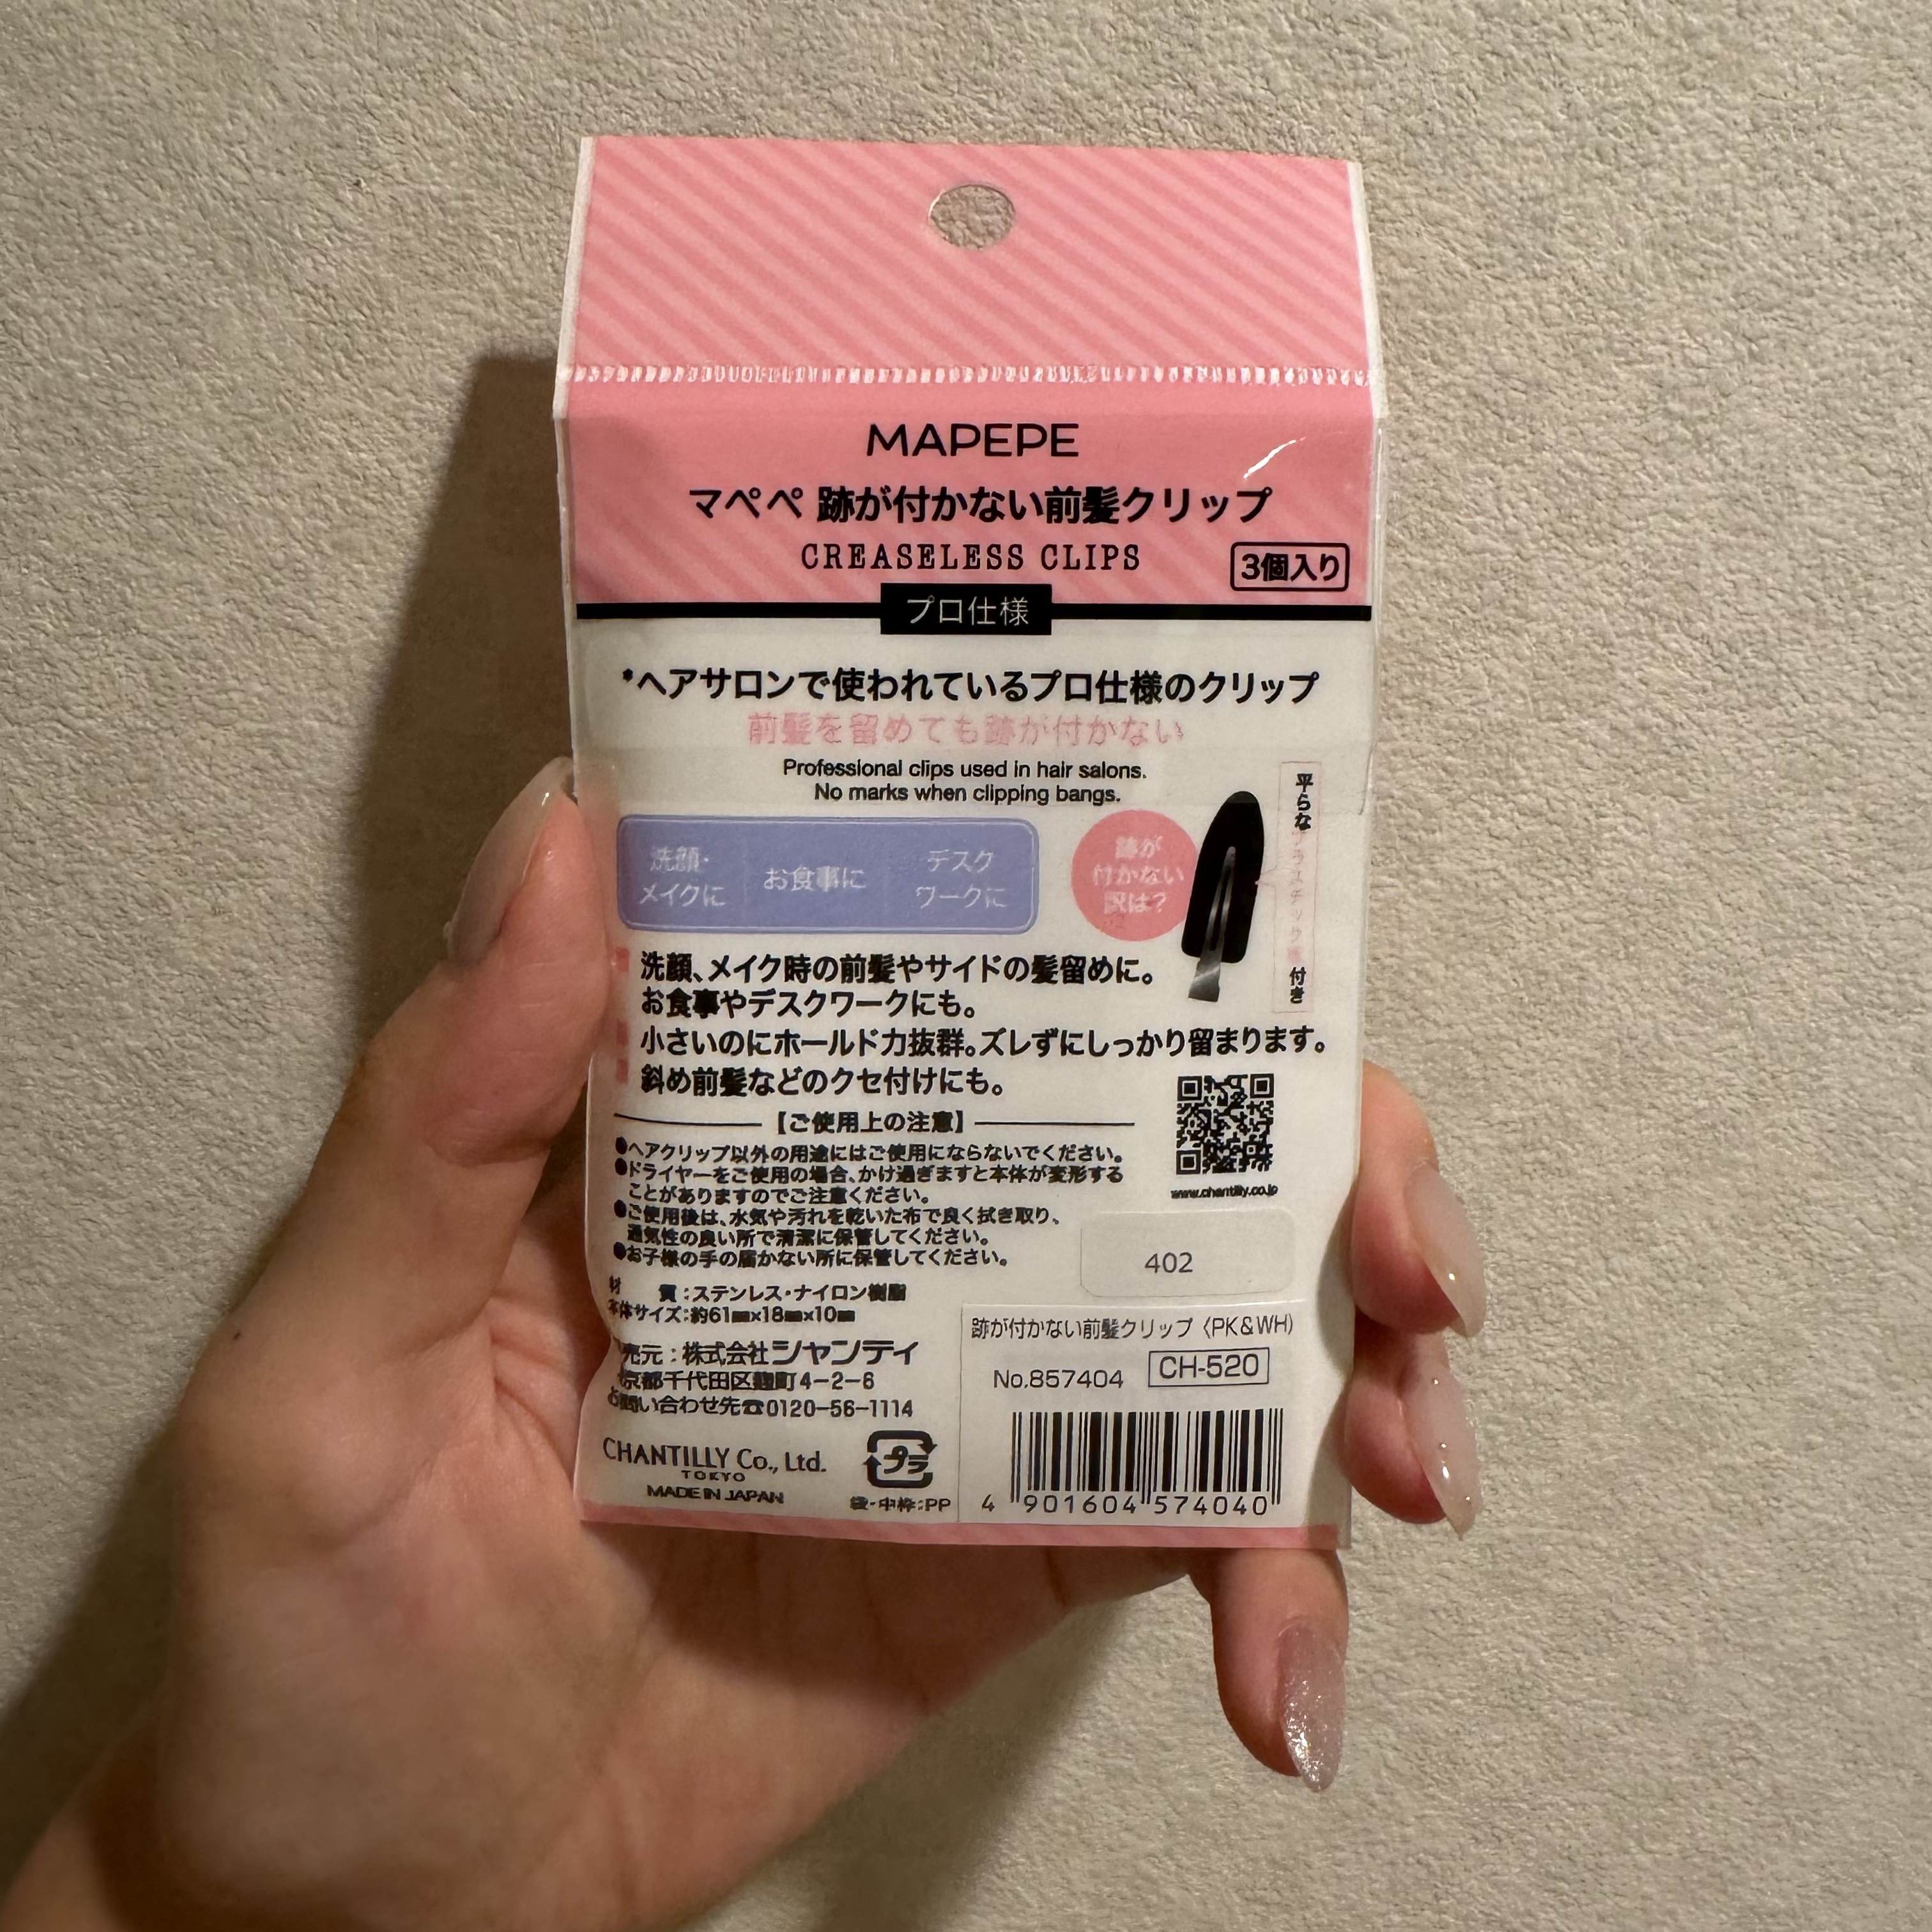 MAPEPE
マペペ 跡が付かない前髪クリップ
CREASELESS CLIPS
3個入り
プロ仕様
*ヘアサロンで使われているプロ仕様のクリップ
前髪を留めても跡が付かない
Professional clips used in hair salons.
No marks when clipping bangs.
洗顔・
メイクに
お食事に
デスク
ワークに
跡が
付かない
訳は?
平らなプラスチック板付き
洗顔、メイク時の前髪やサイドの髪留めに。
お食事やデスクワークにも。
小さいのにホールド力抜群。ズレずにしっかり留まります。
斜め前髪などのクセ付けにも。
【ご使用上の注意】
●ヘアクリップ以外の用途にはご使用にならないでください。
●ドライヤーをご使用の場合、かけ過ぎますと本体が変形する
ことがありますのでご注意ください。
●ご使用後は、水気や汚れを乾いた布で良く拭き取り、
通気性の良い所で清潔に保管してください。
●お子様の手の届かない所に保管してください。
材 質:ステンレス・ナイロン樹脂
本体サイズ:約61mm×18mm×10mm
売元:株式会社シャンティ
京都千代田区麹町4-2-6
お問い合わせ先☎0120-56-1114
CHANTILLY Co., Ltd.
TOKYO
MADE IN JAPAN
プラ
袋・中枠:PP
www.chantilly.co.jp
402
跡が付かない前髪クリップ〈PK&WH〉
No.857404 CH-520
4 901604 574040